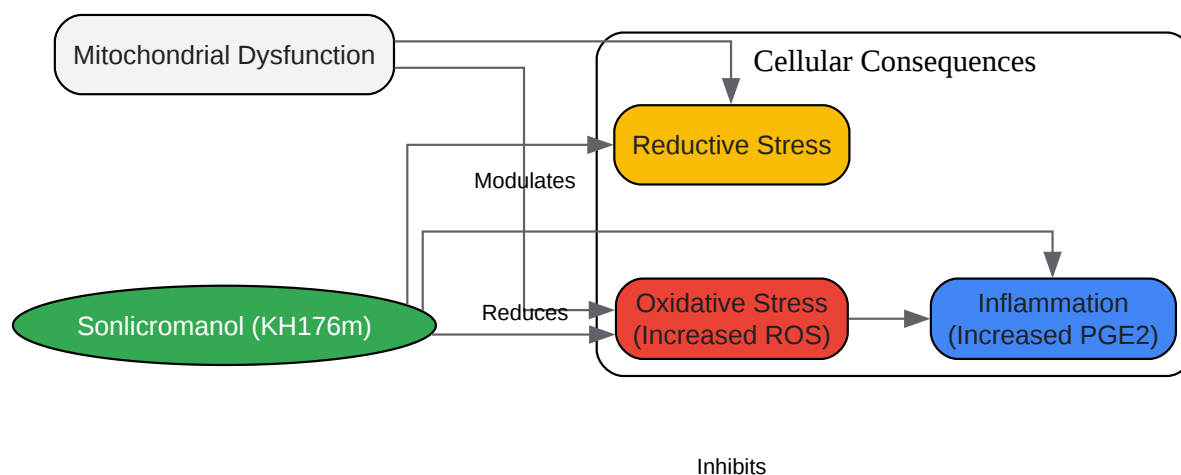 Mitochondrial Dysfunction
Cellular Consequences
Reductive Stress
Modulates
Sonlicromanol (KH176m)
Reduces
Oxidative Stress
(Increased ROS)
Inflammation
(Increased PGE2)
Inhibits